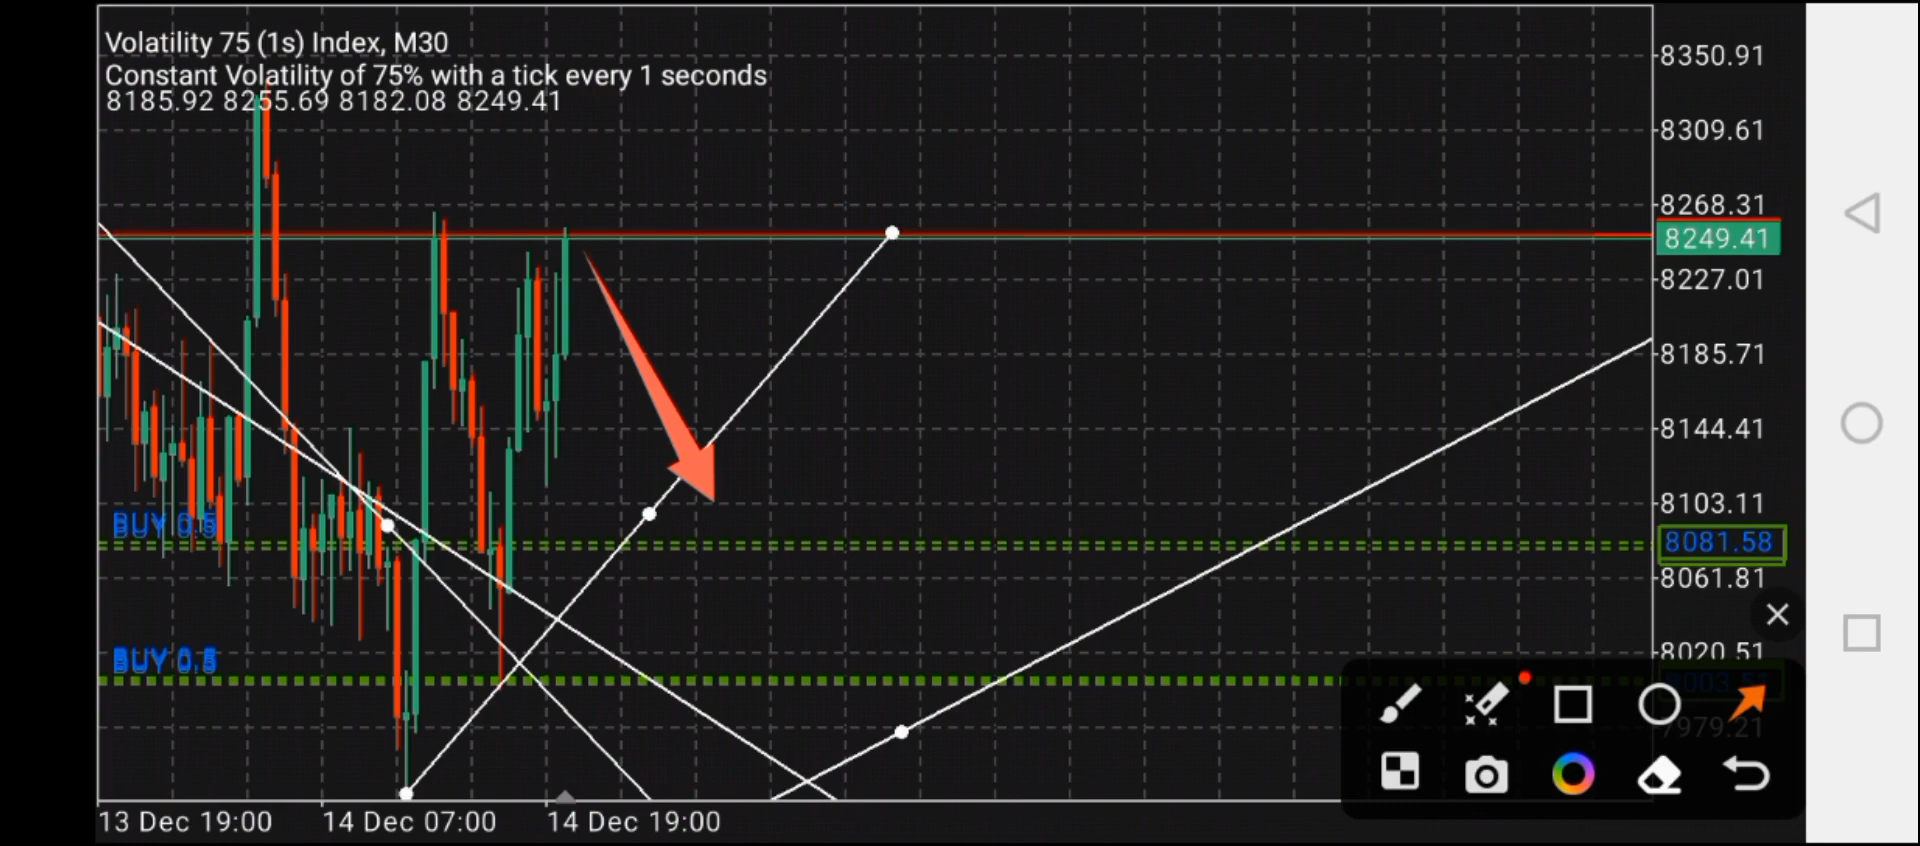 Volatility 75 (1s) Index, M30
Constant Volatility of 75% with a tick every 1 seconds
8185.92 8255.69 8182.08 8249.41
8350.91
8309.61
8268.31
8249.41
8227.01
8185.71
8144.41
8103.11
BUY 0.5
8081.58
8061.81
8020.51
BUY 0.5
7979.21
13 Dec 19:00 14 Dec 07:00 14 Dec 19:00